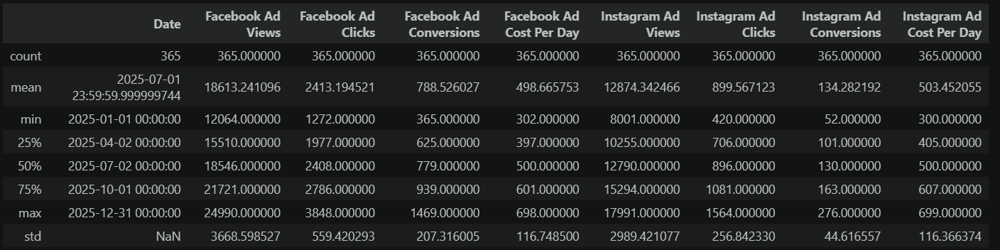 Date Facebook Ad Views Facebook Ad Clicks Facebook Ad Conversions Facebook Ad Cost Per Day Instagram Ad Views Instagram Ad Clicks Instagram Ad Conversions Instagram Ad Cost Per Day
count 365 365.000000 365.000000 365.000000 365.000000 365.000000 365.000000 365.000000 365.000000
mean 2025-07-01 23:59:59.999999744 18613.241096 2413.194521 788.526027 498.665753 12874.342466 899.567123 134.282192 503.452055
min 2025-01-01 00:00:00 12064.000000 1272.000000 365.000000 302.000000 8001.000000 420.000000 52.000000 300.000000
25% 2025-04-02 00:00:00 15510.000000 1977.000000 625.000000 397.000000 10255.000000 706.000000 101.000000 405.000000
50% 2025-07-02 00:00:00 18546.000000 2408.000000 779.000000 500.000000 12790.000000 896.000000 130.000000 500.000000
75% 2025-10-01 00:00:00 21721.000000 2786.000000 939.000000 601.000000 15294.000000 1081.000000 163.000000 607.000000
max 2025-12-31 00:00:00 24990.000000 3848.000000 1469.000000 698.000000 17991.000000 1564.000000 276.000000 699.000000
std NaN 3668.598527 559.420293 207.316005 116.748500 2989.421077 256.842330 44.616557 116.366374